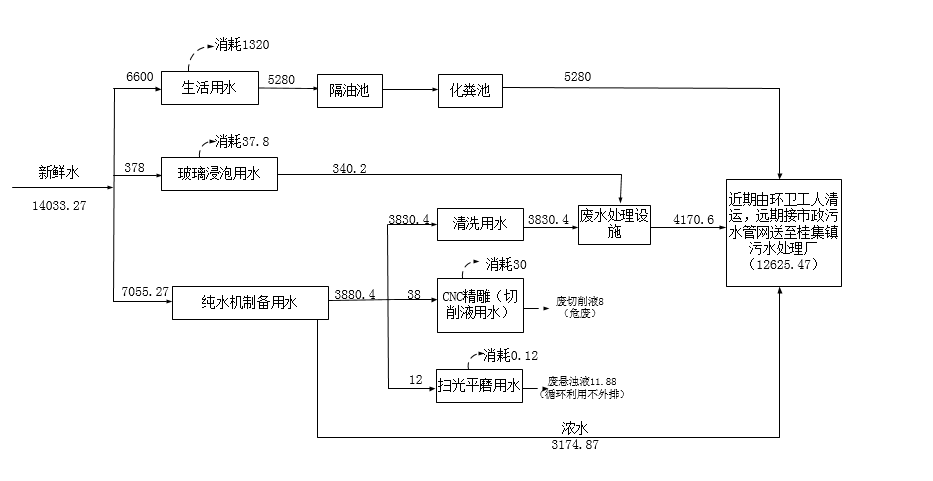 消耗1320
6600
生活用水
5280
隔油池
化粪池
5280
消耗37.8
新鲜水
14033.27
378
玻璃浸泡用水
340.2
近期由环卫工人清
运，远期接市政污
水管网送至桂集镇
污水处理厂
（12625.47）
3830.4
清洗用水
3830.4
废水处理设
施
4170.6
消耗30
7055.27
纯水机制备用水
3880.4
38
CNC精雕（切
削液用水）
废切削液8
（危废）
消耗0.12
12
扫光平磨用水
废悬浊液11.88
（循环利用不外排）
浓水
3174.87